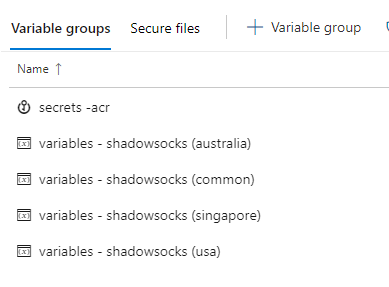 Variable groups Secure files Variable group
Name ↑
secrets -acr
variables - shadowsocks (australia)
variables - shadowsocks (common)
variables - shadowsocks (singapore)
variables - shadowsocks (usa)